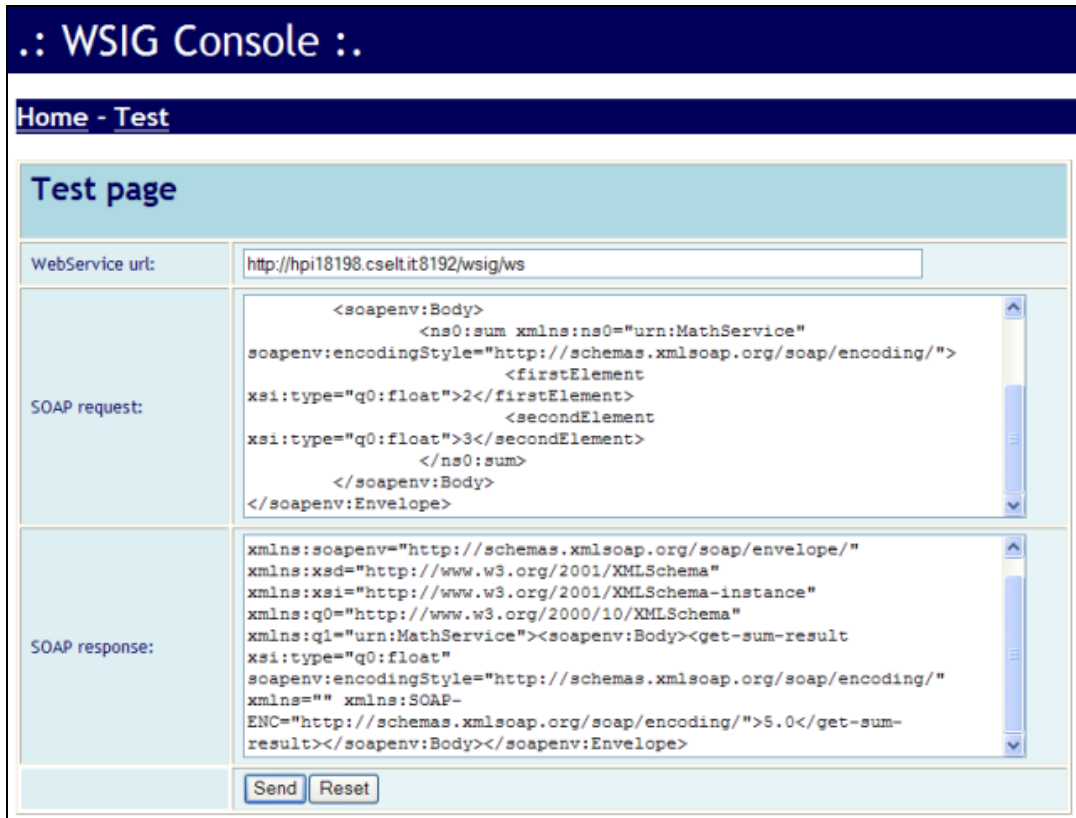 .: WSIG Console :.
Home - Test
Test page
WebService url:
http://hpi18198.cselt.it:8192/wsig/ws
SOAP request:
<soapenv:Body>
<ns0:sum xmlns:ns0="urn:MathService"
soapenv:encodingStyle="http://schemas.xmlsoap.org/soap/encoding/">
<firstElement
xsi:type="q0:float">2</firstElement>
<secondElement
xsi:type="q0:float">3</secondElement>
</ns0:sum>
</soapenv:Body>
</soapenv:Envelope>
SOAP response:
xmlns:soapenv="http://schemas.xmlsoap.org/soap/envelope/"
xmlns:xsd="http://www.w3.org/2001/XMLSchema"
xmlns:xsi="http://www.w3.org/2001/XMLSchema-instance"
xmlns:q0="http://www.w3.org/2000/10/XMLSchema"
xmlns:q1="urn:MathService"><soapenv:Body><get-sum-result
xsi:type="q0:float"
soapenv:encodingStyle="http://schemas.xmlsoap.org/soap/encoding/"
xmlns="" xmlns:SOAP-
ENC="http://schemas.xmlsoap.org/soap/encoding/">5.0</get-sum-
result></soapenv:Body></soapenv:Envelope>
Send Reset